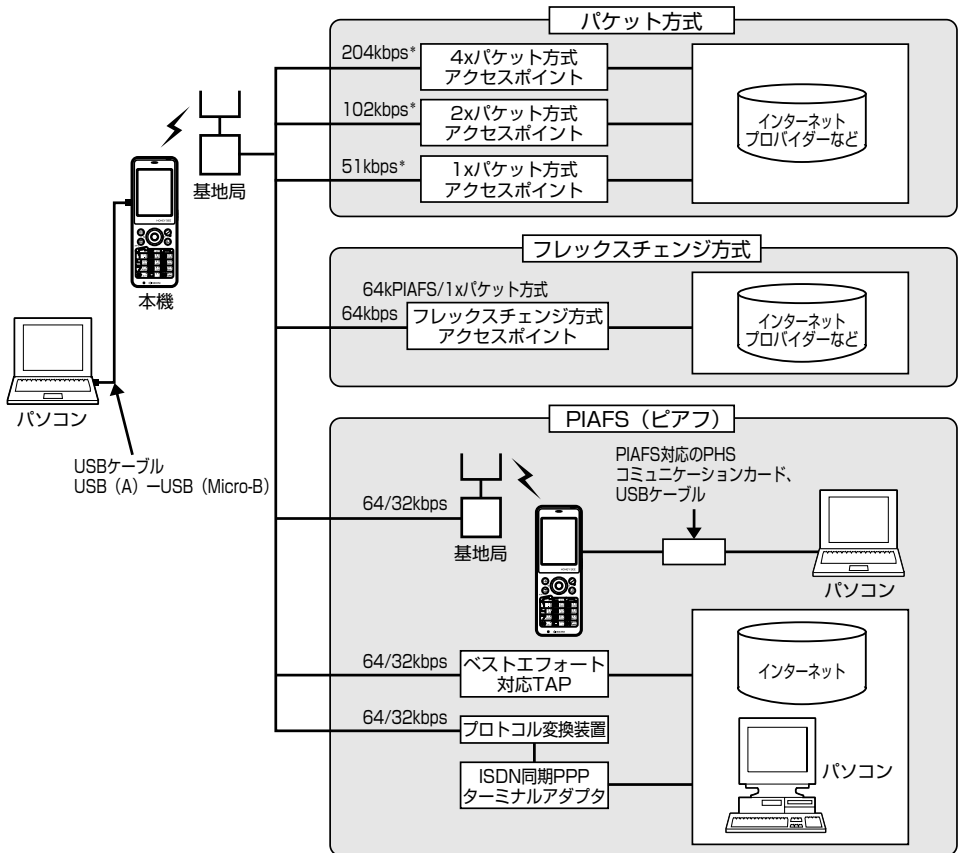 パケット方式
204kbps*
4xパケット方式
アクセスポイント
102kbps*
2xパケット方式
アクセスポイント
51kbps*
1xパケット方式
アクセスポイント
インターネット
プロバイダーなど
基地局
本機
パソコン
USBケーブル
USB（A）ーUSB（Micro-B）
フレックスチェンジ方式
64kPIAFS/1xパケット方式
64kbps
フレックスチェンジ方式
アクセスポイント
インターネット
プロバイダーなど
PIAFS（ピアフ）
PIAFS対応のPHS
コミュニケーションカード、
USBケーブル
64/32kbps
基地局
パソコン
64/32kbps
ベストエフォート
対応TAP
インターネット
64/32kbps
プロトコル変換装置
ISDN同期PPP
ターミナルアダプタ
パソコン